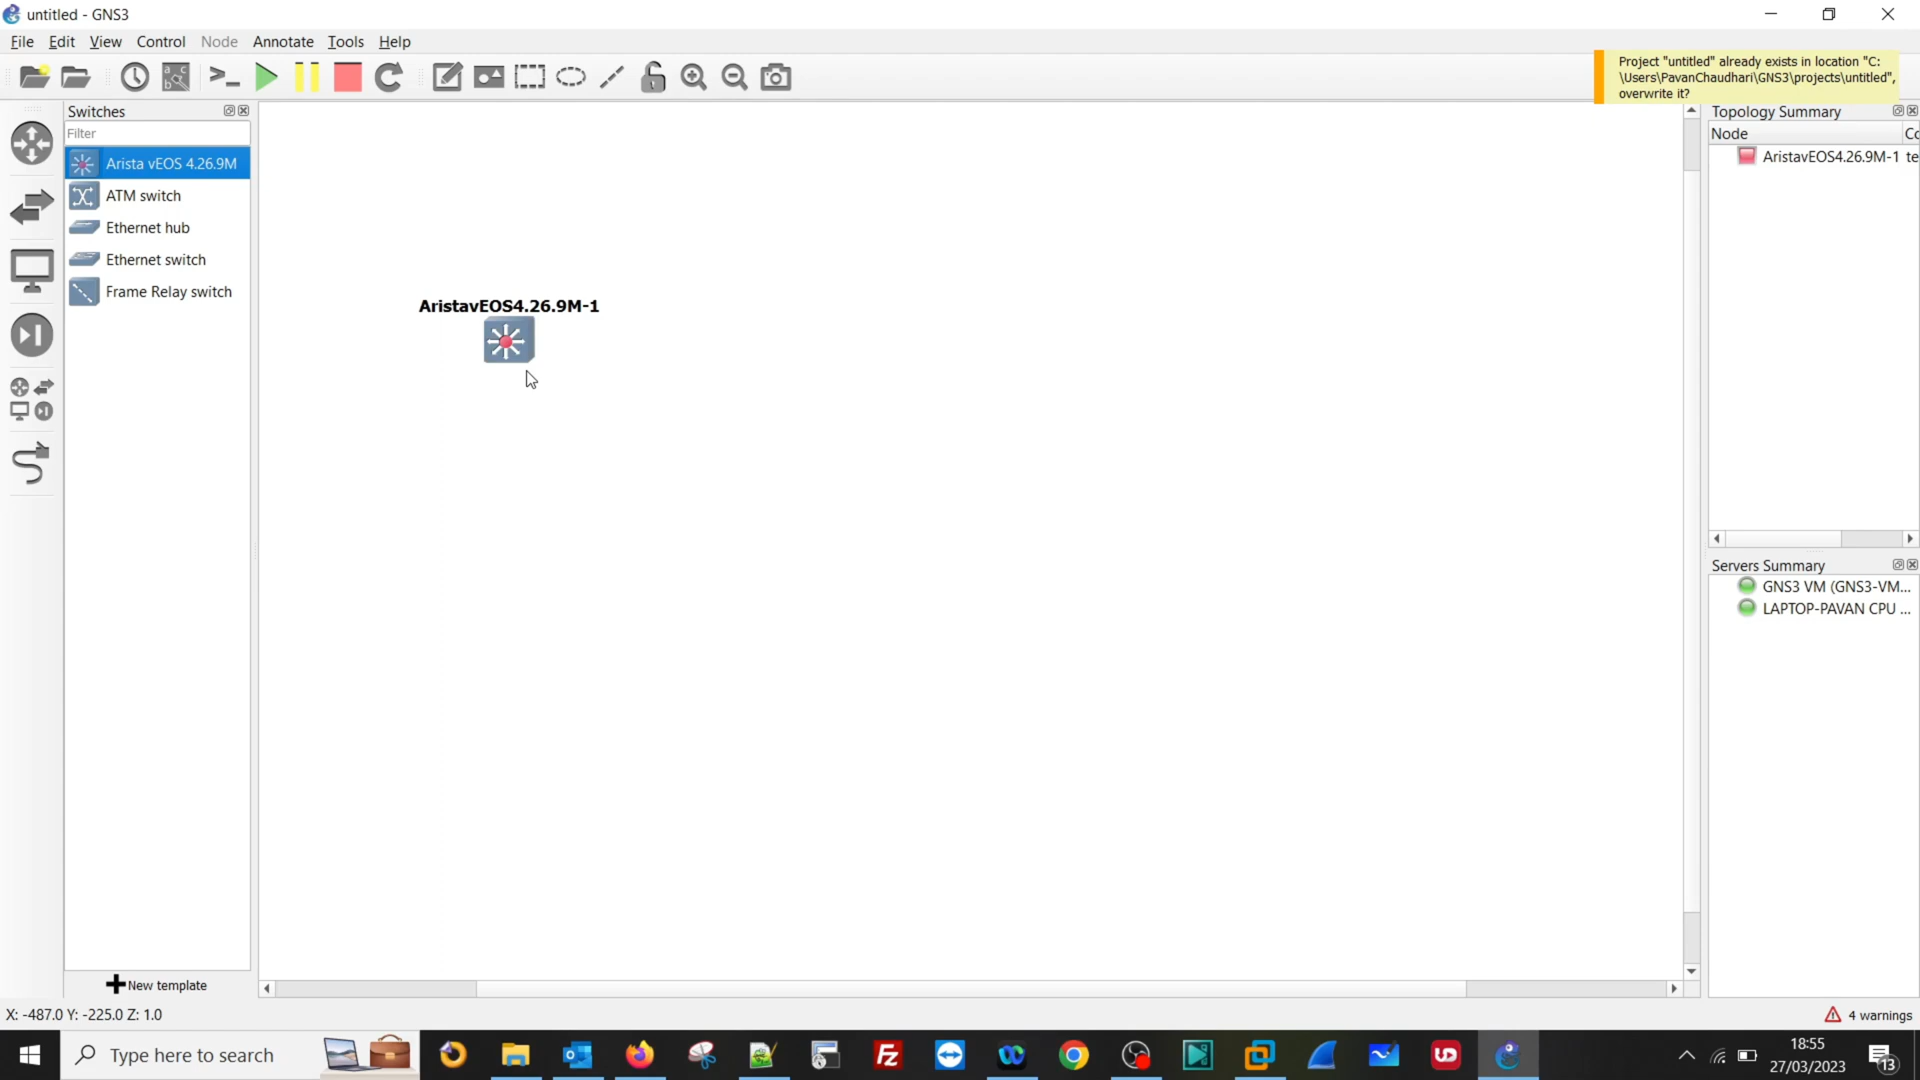 untitled - GNS3
File Edit View Control Node Annotate Tools Help
Project "untitled" already exists in location "C:
\Users\PavanChaudhari\GNS3\projects\untitled",
overwrite it?
Switches
Filter
Arista vEOS 4.26.9M
ATM switch
Ethernet hub
Ethernet switch
Frame Relay switch
New template
AristavEOS4.26.9M-1
Topology Summary
Node Co
AristavEOS4.26.9M-1 te
Servers Summary
GNS3 VM (GNS3-VM...
LAPTOP-PAVAN CPU ...
X: -487.0 Y: -225.0 Z: 1.0
4 warnings
Type here to search
18:55
27/03/2023
13